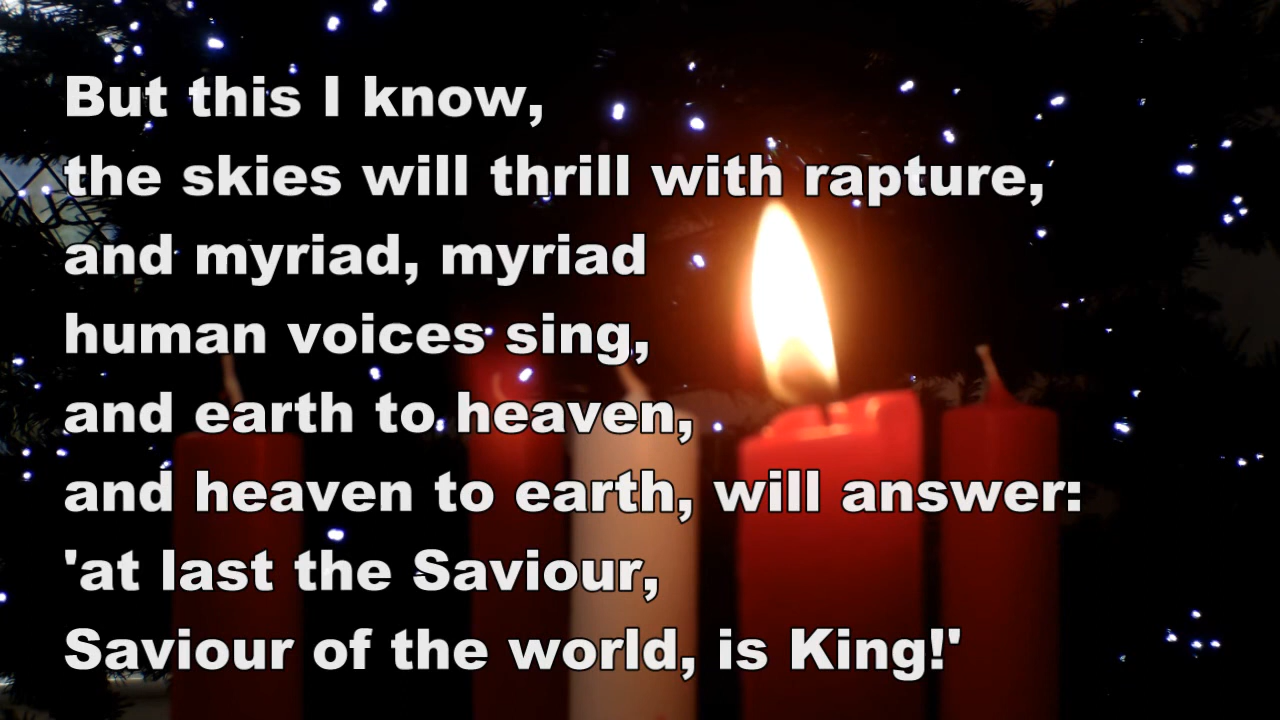 But this I know,
the skies will thrill with rapture,
and myriad, myriad
human voices sing,
and earth to heaven,
and heaven to earth, will answer:
'at last the Saviour,
Saviour of the world, is King!'